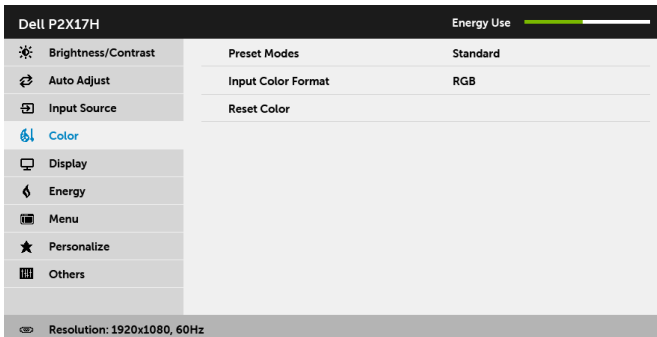 Dell P2X17H Energy Use
Brightness/Contrast Preset Modes Standard
Auto Adjust Input Color Format RGB
Input Source Reset Color
Color
Display
Energy
Menu
Personalize
Others
Resolution: 1920x1080, 60Hz